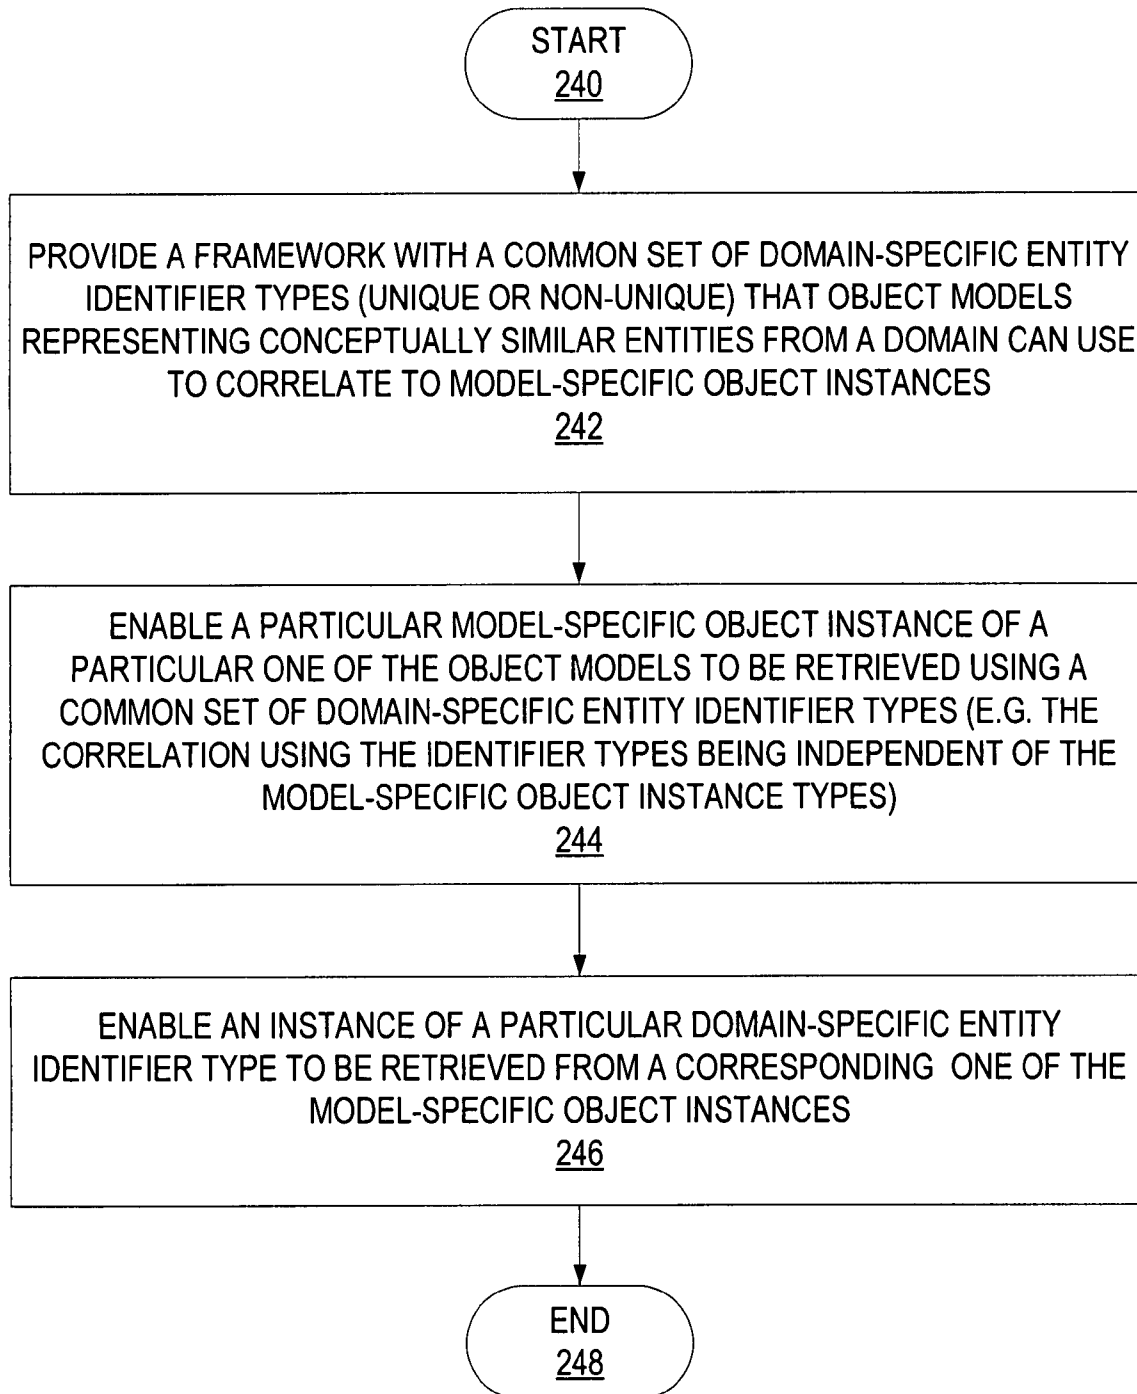 START
240
PROVIDE A FRAMEWORK WITH A COMMON SET OF DOMAIN-SPECIFIC ENTITY
IDENTIFIER TYPES (UNIQUE OR NON-UNIQUE) THAT OBJECT MODELS
REPRESENTING CONCEPTUALLY SIMILAR ENTITIES FROM A DOMAIN CAN USE
TO CORRELATE TO MODEL-SPECIFIC OBJECT INSTANCES
242
ENABLE A PARTICULAR MODEL-SPECIFIC OBJECT INSTANCE OF A
PARTICULAR ONE OF THE OBJECT MODELS TO BE RETRIEVED USING A
COMMON SET OF DOMAIN-SPECIFIC ENTITY IDENTIFIER TYPES (E.G. THE
CORRELATION USING THE IDENTIFIER TYPES BEING INDEPENDENT OF THE
MODEL-SPECIFIC OBJECT INSTANCE TYPES)
244
ENABLE AN INSTANCE OF A PARTICULAR DOMAIN-SPECIFIC ENTITY
IDENTIFIER TYPE TO BE RETRIEVED FROM A CORRESPONDING ONE OF THE
MODEL-SPECIFIC OBJECT INSTANCES
246
END
248